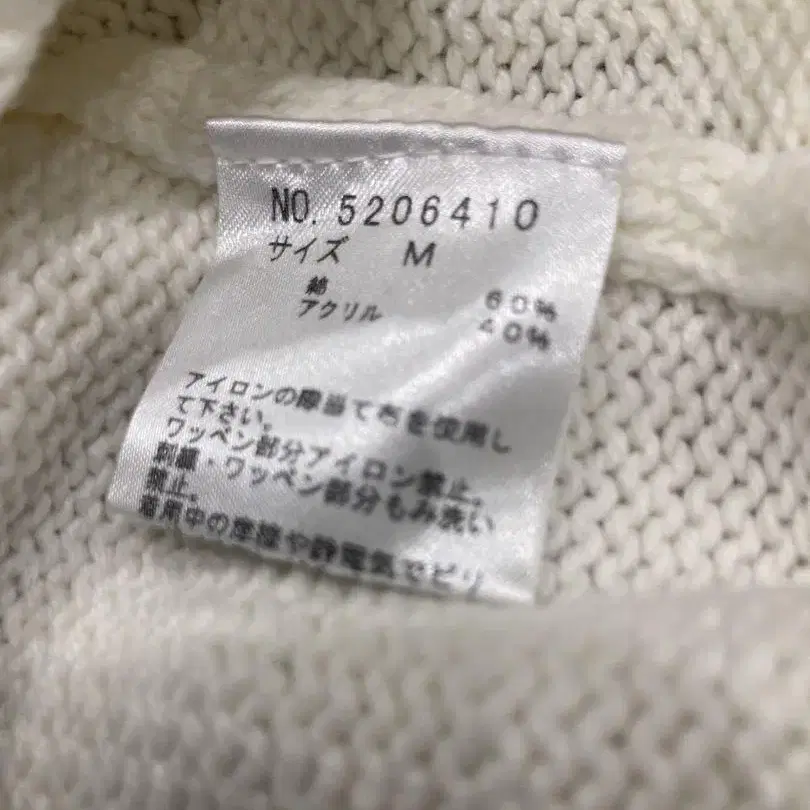 NO. 5206410
サイズ M
綿 60%
アクリル 40%
アイロンの際当て布を使用し
て下さい。
ワッペン部分アイロン禁止。
刺繍・ワッペン部分もみ洗い
禁止。
着用中の摩擦や静電気でピリ